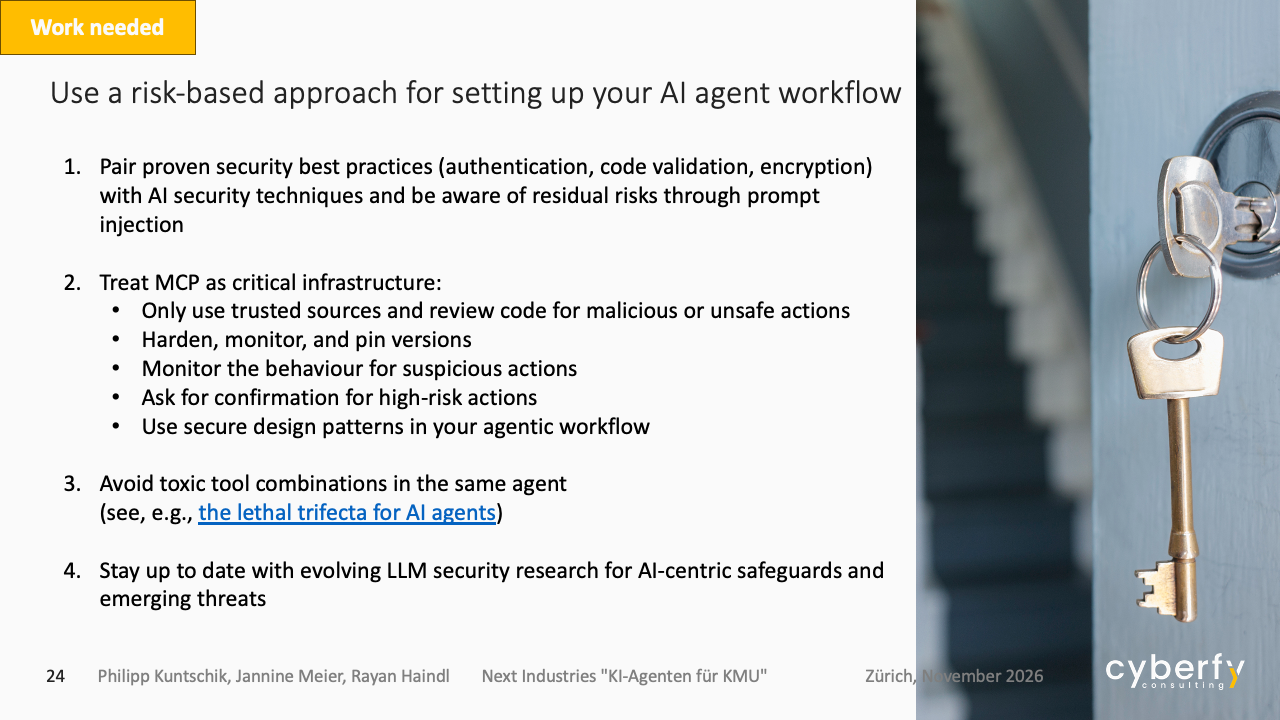 Work needed
Use a risk-based approach for setting up your AI agent workflow
1. Pair proven security best practices (authentication, code validation, encryption)
with AI security techniques and be aware of residual risks through prompt
injection
2. Treat MCP as critical infrastructure:
• Only use trusted sources and review code for malicious or unsafe actions
• Harden, monitor, and pin versions
• Monitor the behaviour for suspicious actions
• Ask for confirmation for high-risk actions
• Use secure design patterns in your agentic workflow
3. Avoid toxic tool combinations in the same agent
(see, e.g., the lethal trifecta for AI agents)
4. Stay up to date with evolving LLM security research for AI-centric safeguards and
emerging threats
24 Philipp Kuntschik, Jannine Meier, Rayan Haindl Next Industries "KI-Agenten für KMU" Zürich, November 2026
cyberfy
consulting